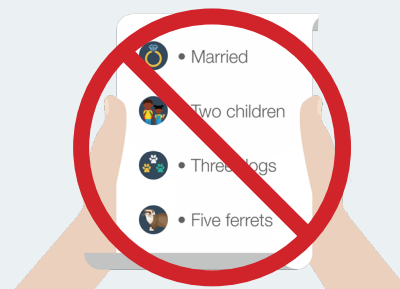 • Married
• Two children
• Three dogs
• Five ferrets